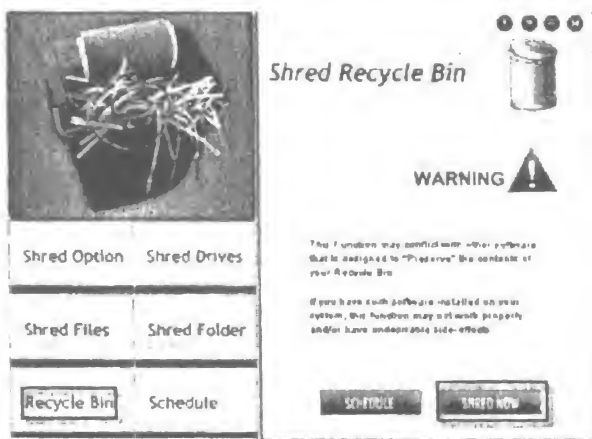 Shred Recycle Bin
WARNING
This Function may conflict with other software
that is designed to "Preserve" the contents of
your Recycle Bin
If you have such software installed on your
system, this function may not work properly
and/or have undesirable side-effects
Shred Option
Shred Drives
Shred Files
Shred Folder
Recycle Bin
Schedule
SCHEDULE
SHRED NOW